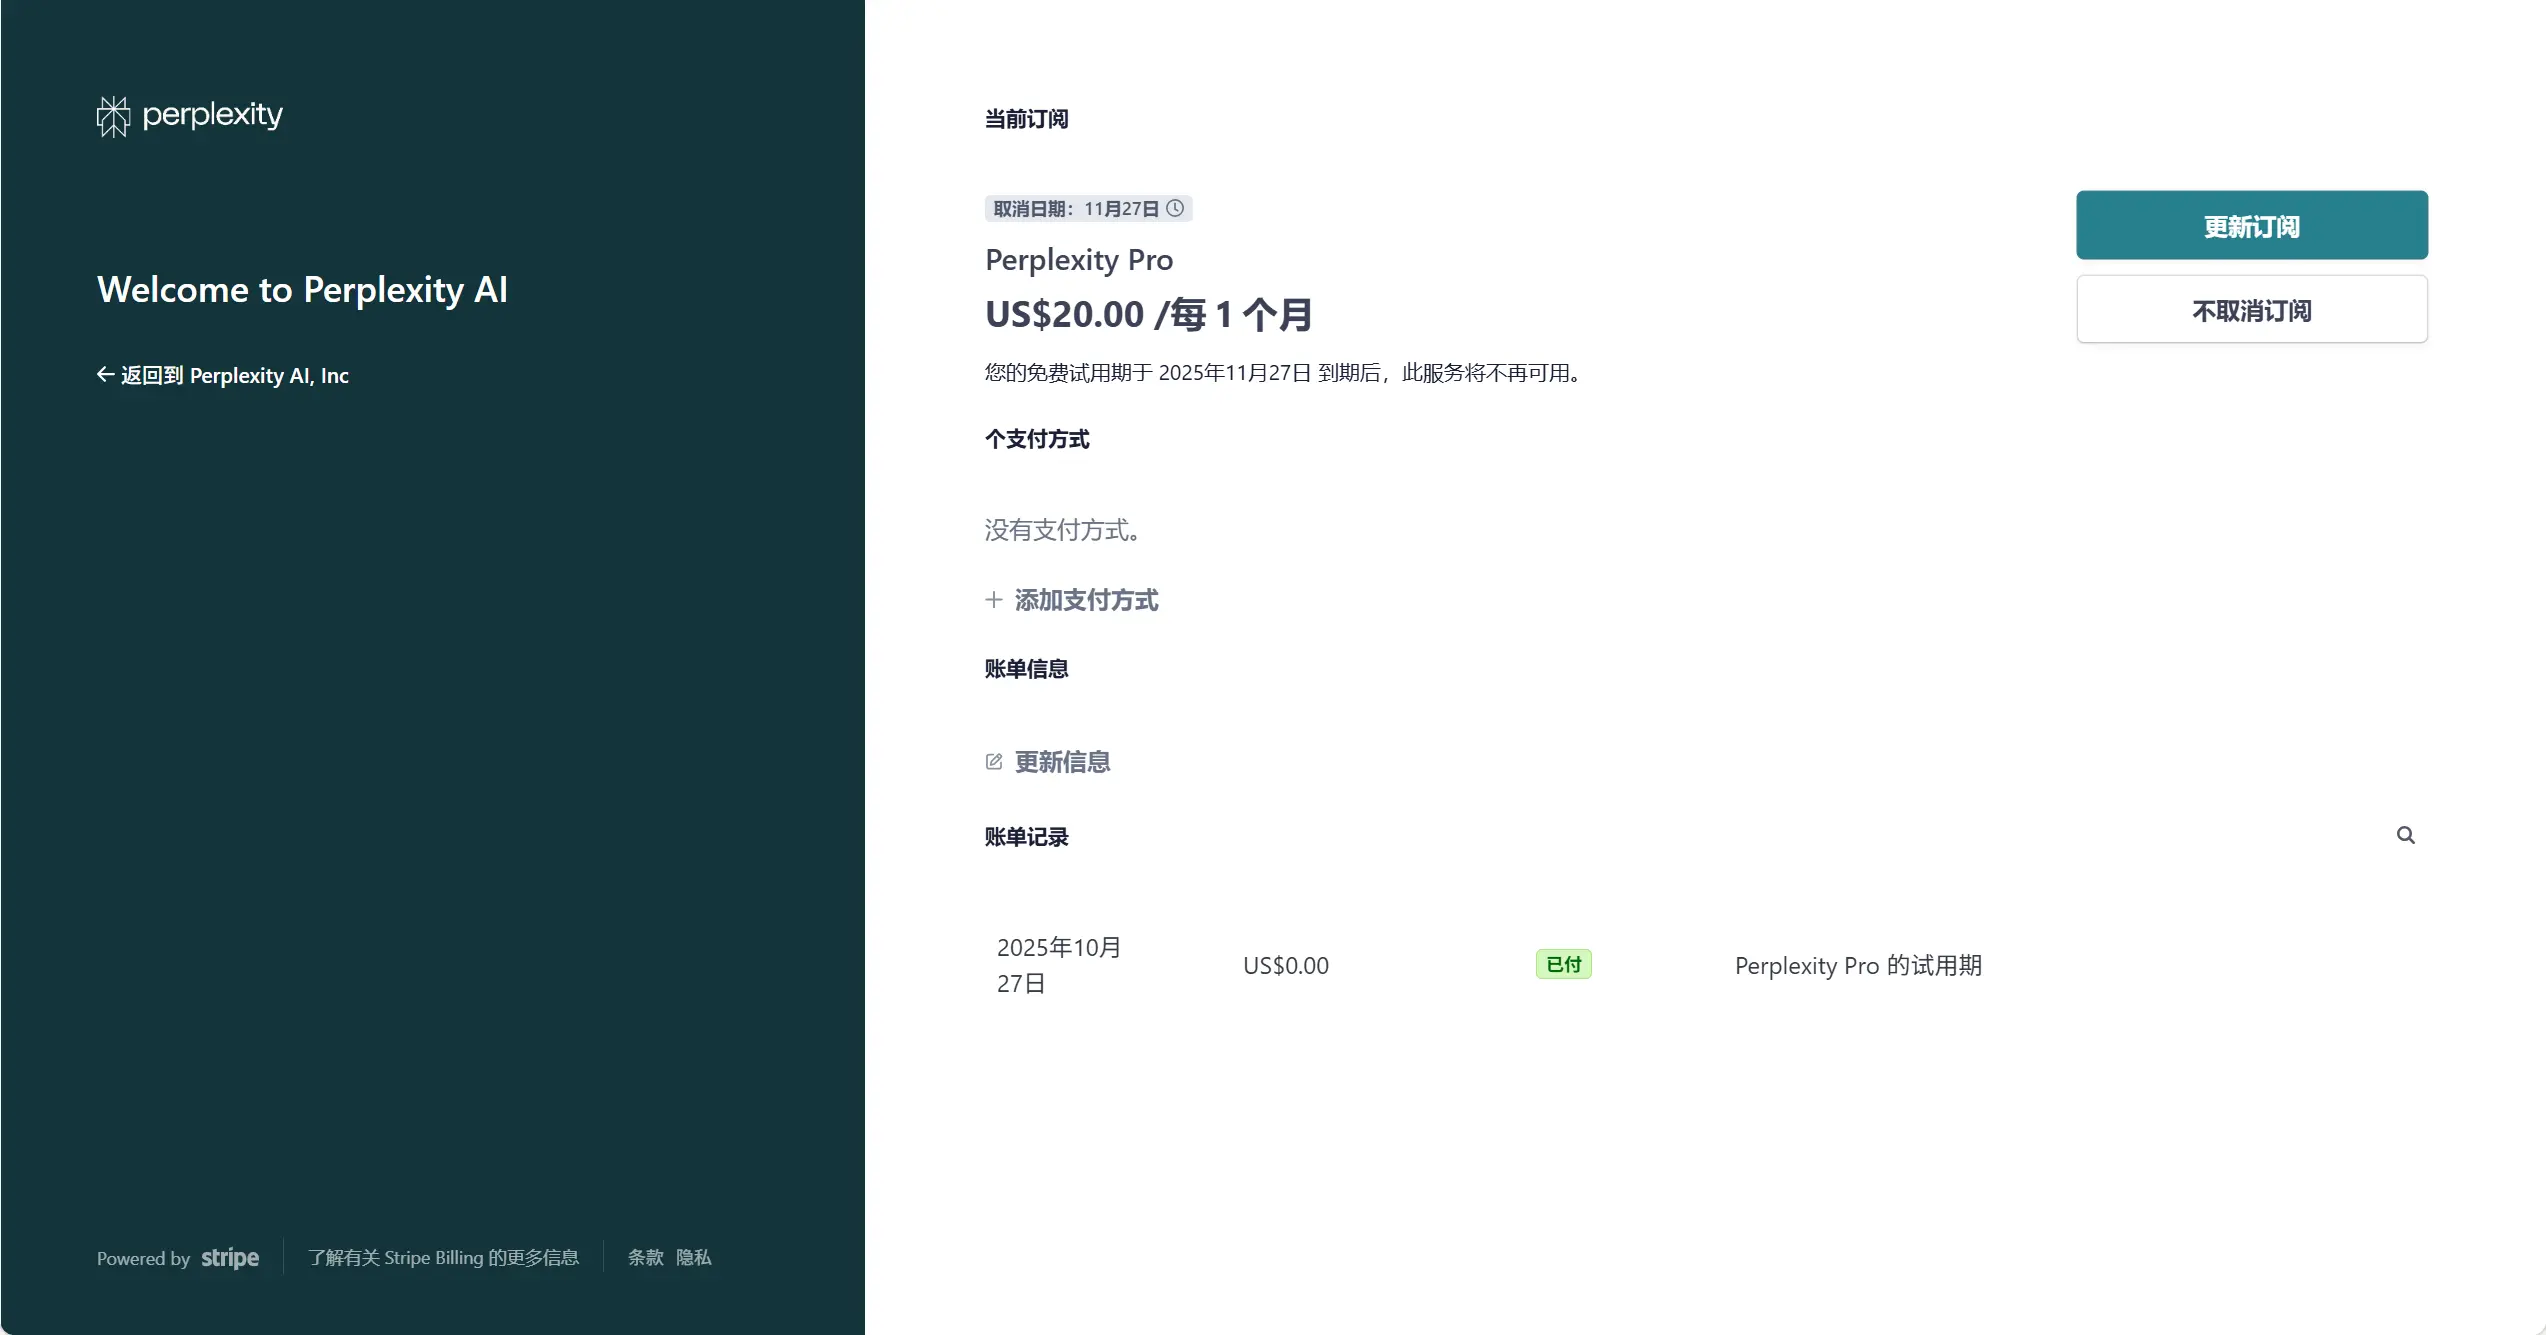 perplexity
Welcome to Perplexity AI
返回到 Perplexity AI, Inc
Powered by stripe
了解有关 Stripe Billing 的更多信息
条款 隐私
当前订阅
取消日期：11月27日
Perplexity Pro
US$20.00 /每 1 个月
您的免费试用期于 2025年11月27日 到期后，此服务将不再可用。
更新订阅
不取消订阅
个支付方式
没有支付方式。
添加支付方式
账单信息
更新信息
账单记录
2025年10月
27日
US$0.00
已付
Perplexity Pro 的试用期